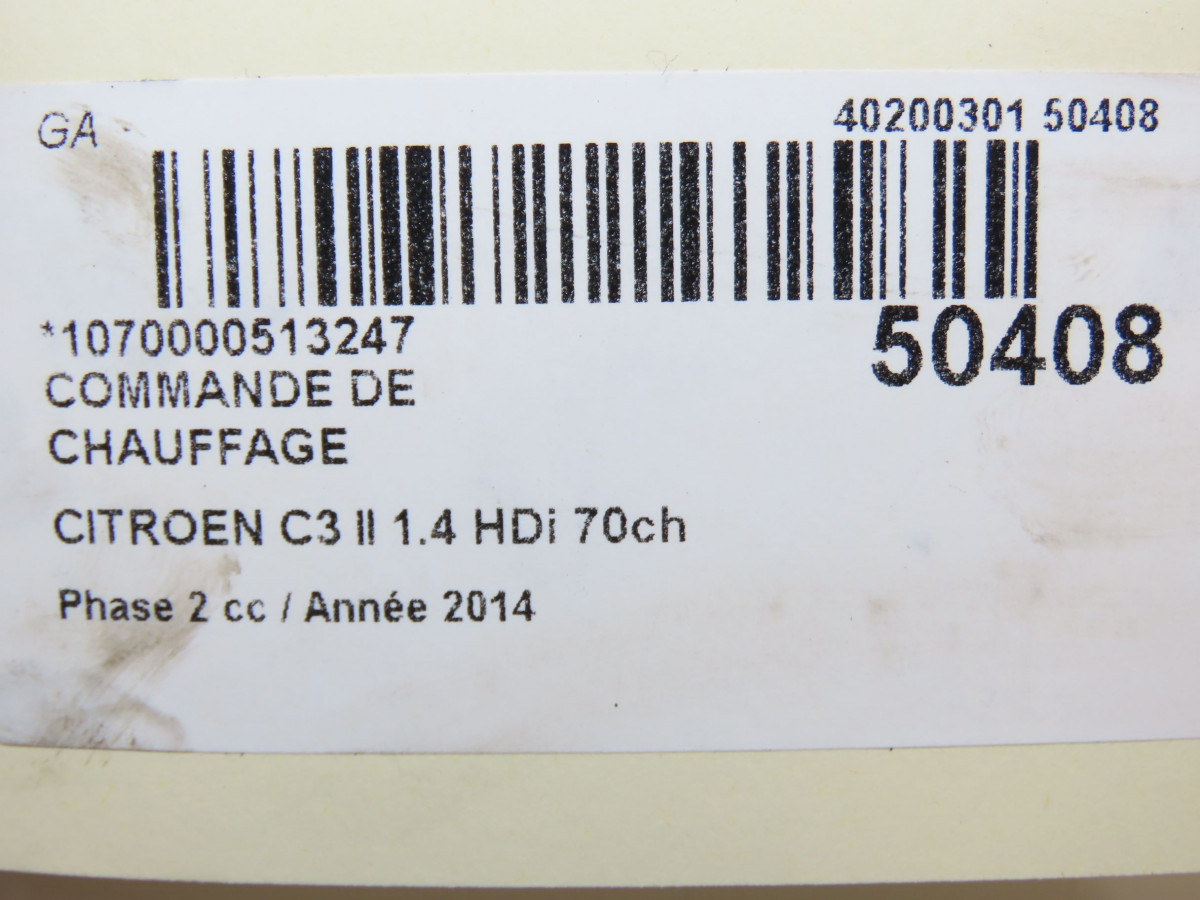 GA
40200301 50408
*1070000513247
50408
COMMANDE DE
CHAUFFAGE
CITROEN C3 II 1.4 HDi 70ch
Phase 2 cc / Année 2014